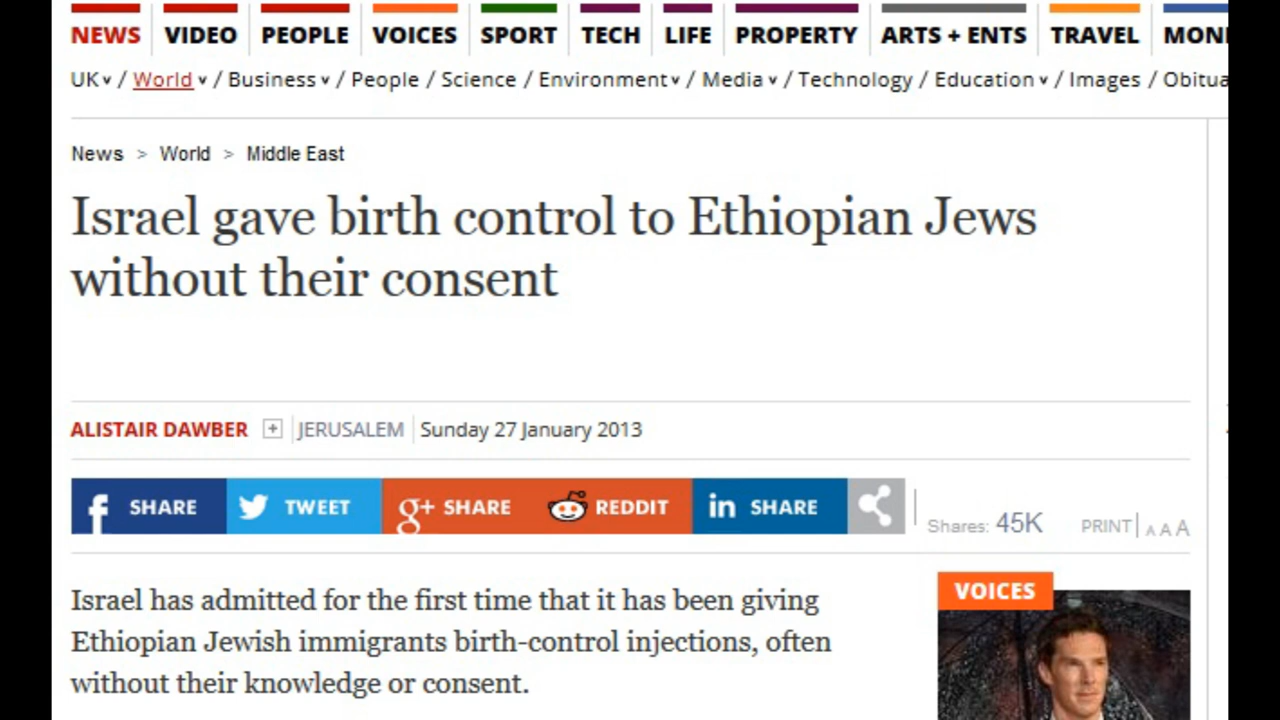 NEWS VIDEO PEOPLE VOICES SPORT TECH LIFE PROPERTY ARTS + ENTS TRAVEL
UK / World / Business / People / Science / Environment / Media / Technology / Education / Images /
News > World > Middle East
Israel gave birth control to Ethiopian Jews
without their consent
ALISTAIR DAWBER + JERUSALEM Sunday 27 January 2013
f SHARE TWEET g+ SHARE REDDIT in SHARE Shares: 45K PRINT A A A
Israel has admitted for the first time that it has been giving
Ethiopian Jewish immigrants birth-control injections, often
without their knowledge or consent.
VOICES